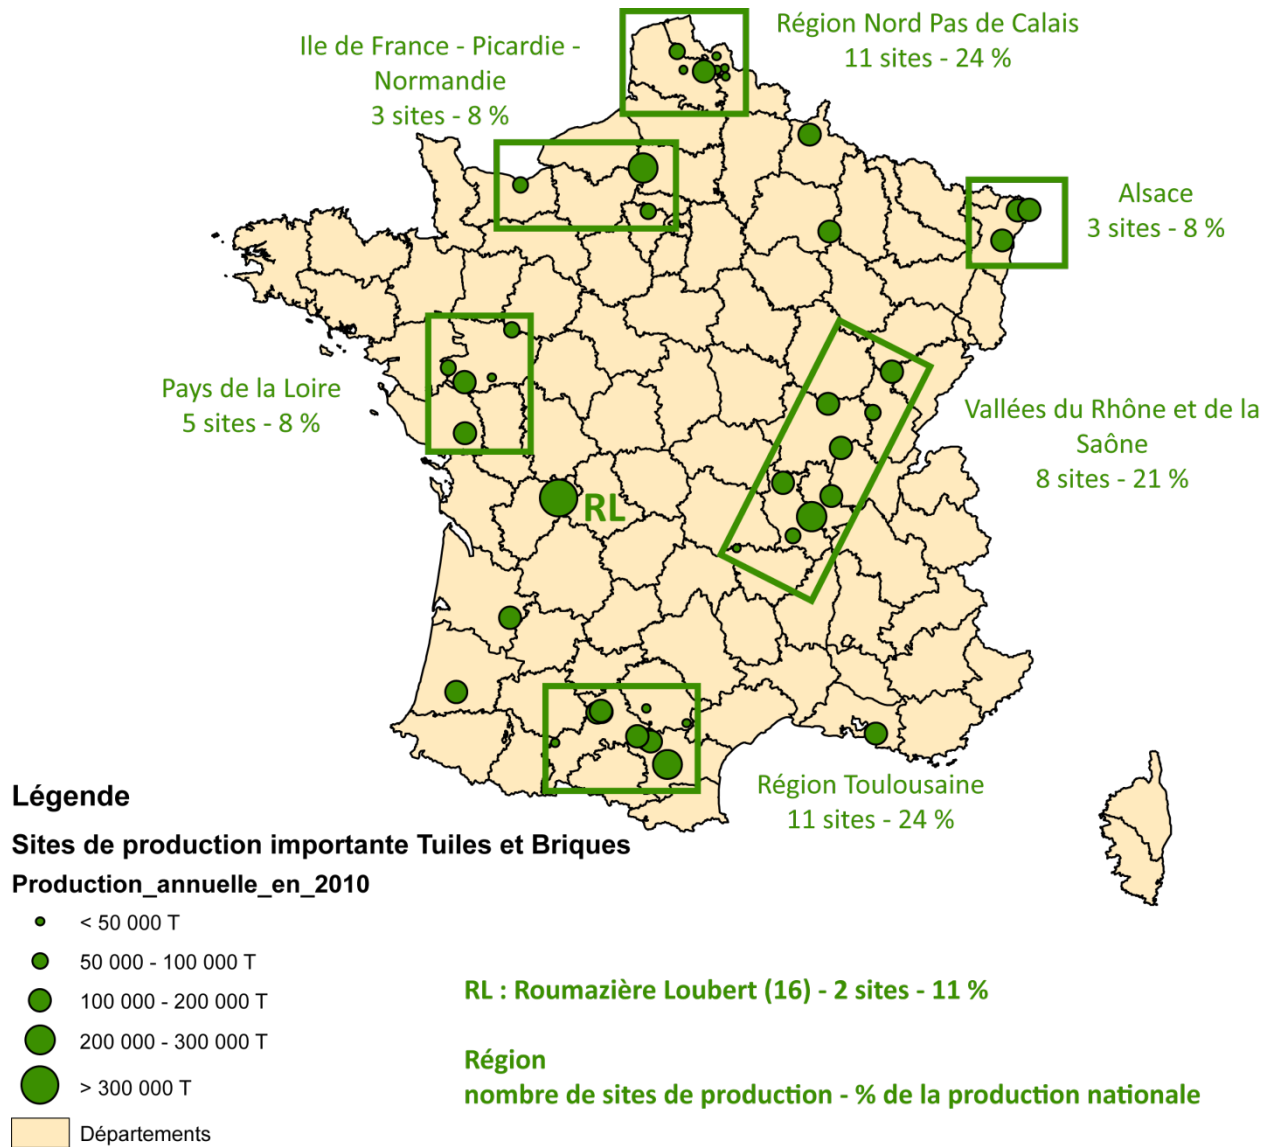 Région Nord Pas de Calais
11 sites - 24 %
Ile de France - Picardie -
Normandie
3 sites - 8 %
Alsace
3 sites - 8 %
Pays de la Loire
5 sites - 8 %
Vallées du Rhône et de la
Saône
8 sites - 21 %
RL
Région Toulousaine
11 sites - 24 %
Légende
Sites de production importante Tuiles et Briques
Production_annuelle_en_2010
< 50 000 T
50 000 - 100 000 T
100 000 - 200 000 T
200 000 - 300 000 T
> 300 000 T
Départements
RL : Roumazière Loubert (16) - 2 sites - 11 %
Région
nombre de sites de production - % de la production nationale